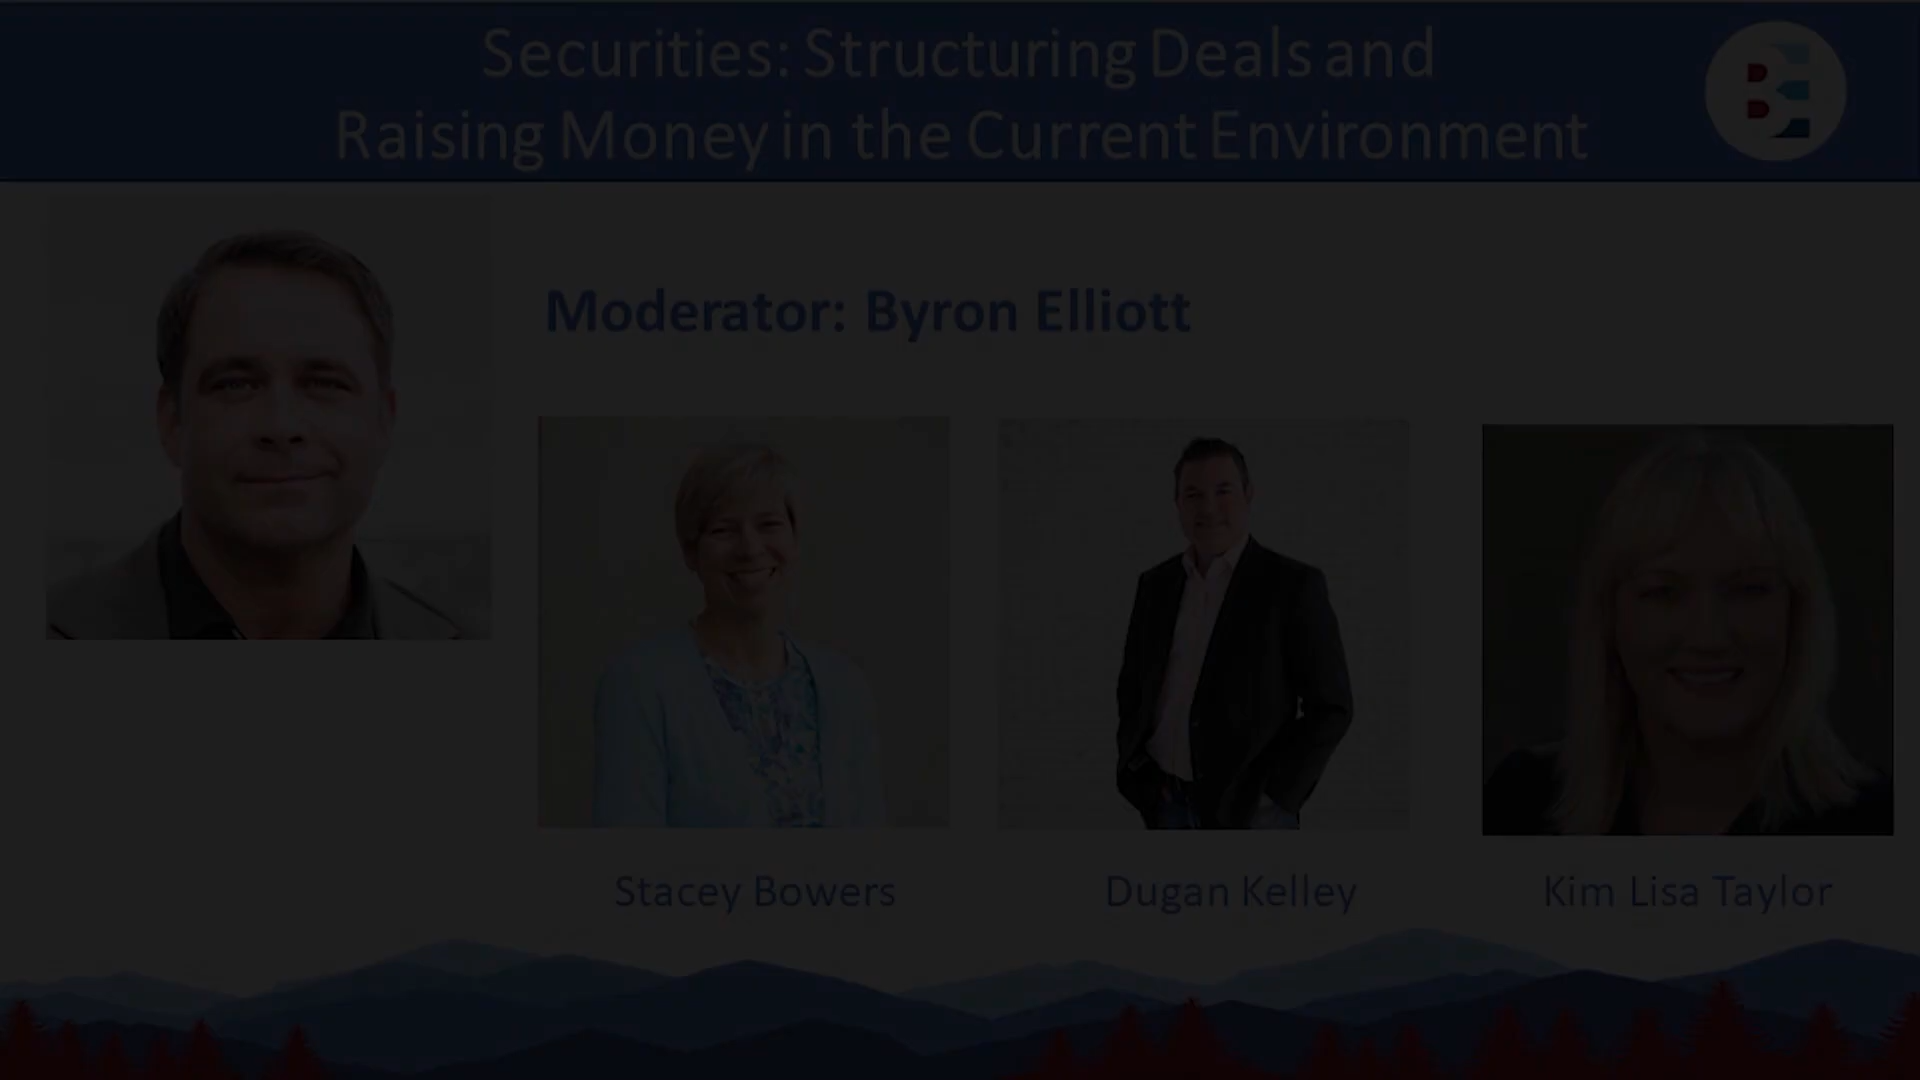 Securities: Structuring Deals and
Raising Money in the Current Environment
Moderator: Byron Elliott
Stacey Bowers
Dugan Kelley
Kim Lisa Taylor